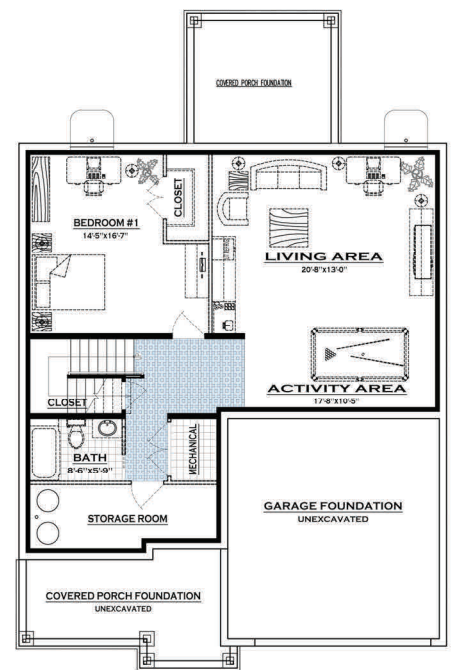 COVERED PORCH FOUNDATION
CLOSET
BEDROOM #1
14'-5"x16'-7"
LIVING AREA
20'-8"x13'-0"
ACTIVITY AREA
17'-8"x10'-5"
CLOSET
BATH
8'-6"x5'-9"
MECHANICAL
STORAGE ROOM
GARAGE FOUNDATION
UNEXCAVATED
COVERED PORCH FOUNDATION
UNEXCAVATED